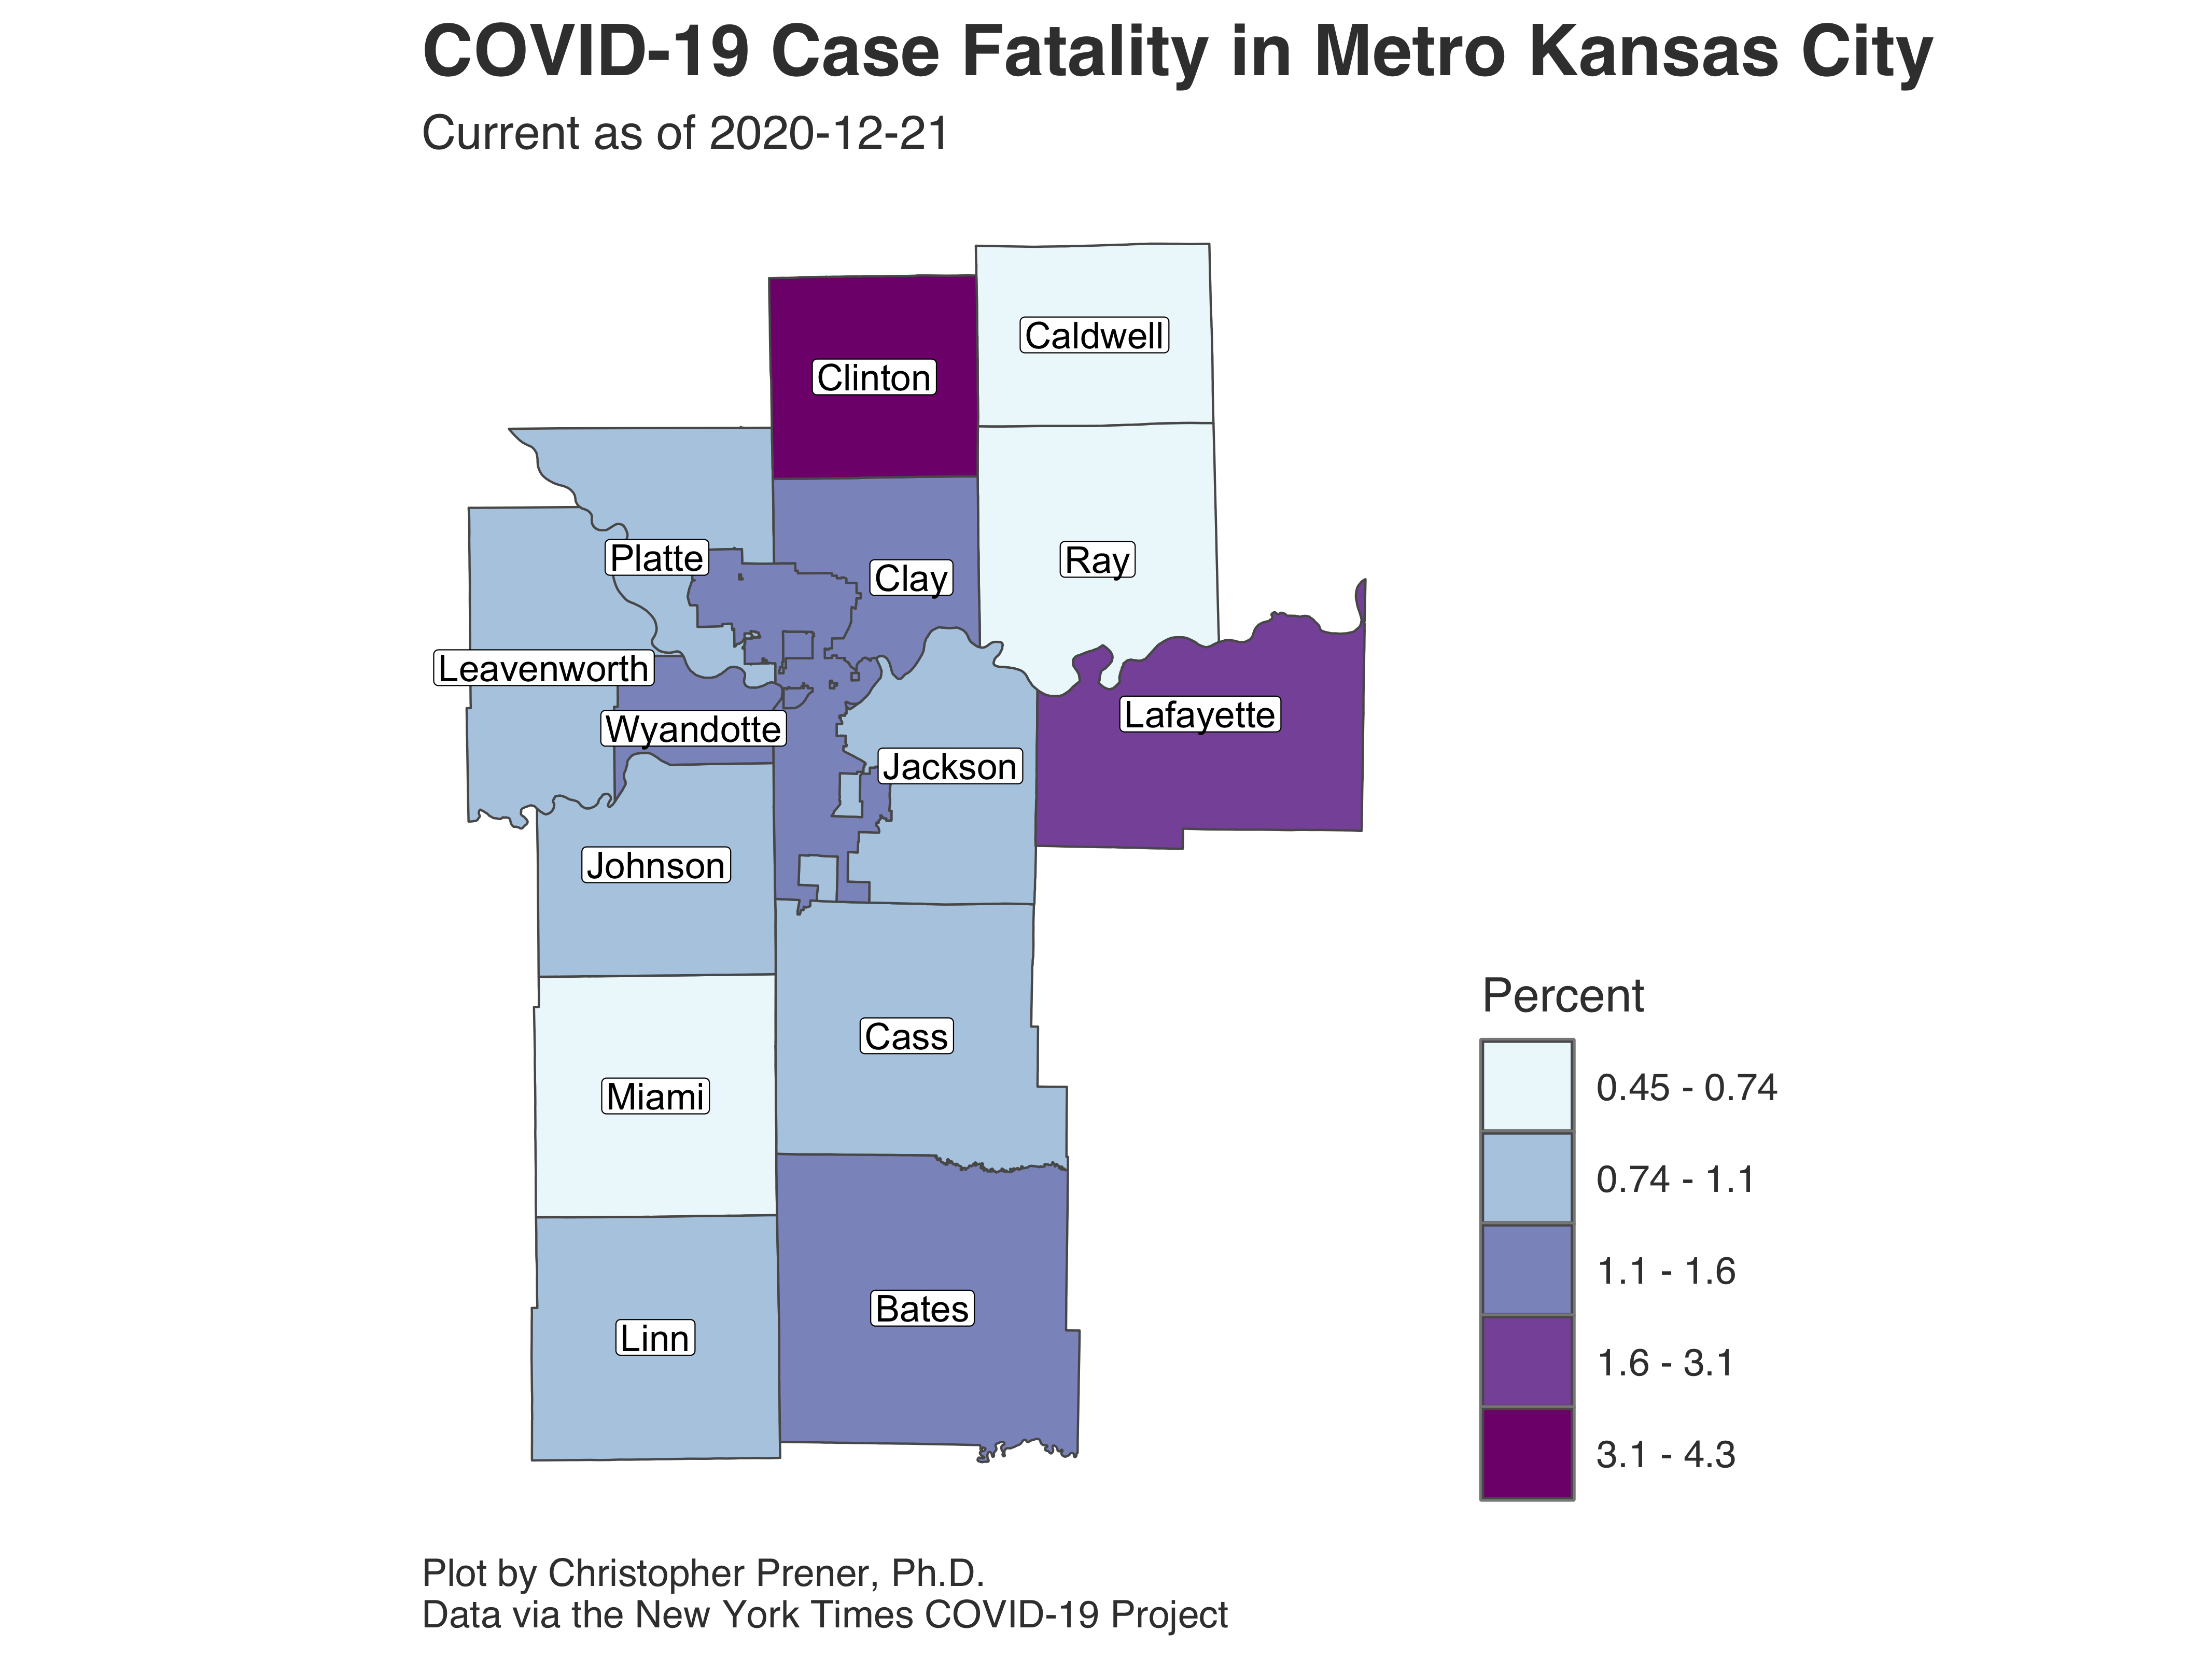 COVID-19 Case Fatality in Metro Kansas City
Current as of 2020-12-21
Caldwell
Clinton
Platte
Clay
Ray
Leavenworth
Wyandotte
Lafayette
Jackson
Johnson
Cass
Miami
Bates
Linn
Percent
0.45 - 0.74
0.74 - 1.1
1.1 - 1.6
1.6 - 3.1
3.1 - 4.3
Plot by Christopher Prener, Ph.D.
Data via the New York Times COVID-19 Project